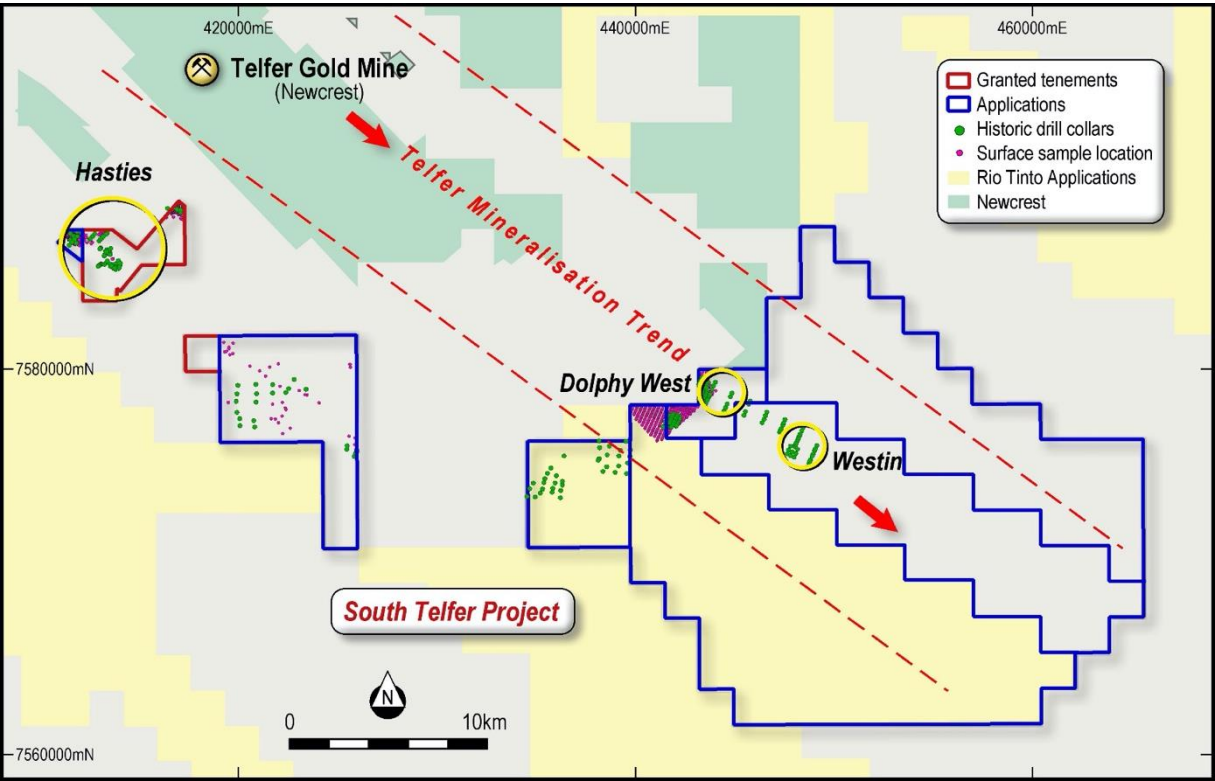 420000mE
440000mE
460000mE
Telfer Gold Mine
(Newcrest)
Granted tenements
Applications
Historic drill collars
Surface sample location
Rio Tinto Applications
Newcrest
Hasties
Telfer Mineralisation Trend
7580000mN
Dolphy West
Westin
South Telfer Project
N
0 10km
7560000mN